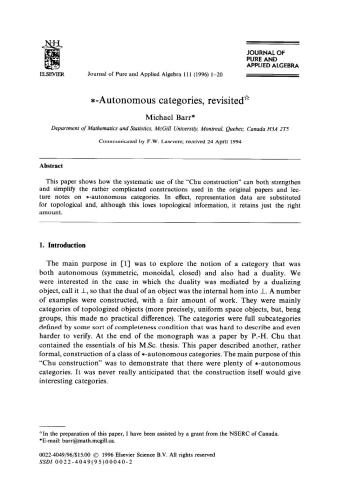 NH
ELSEVIER
Journal of Pure and Applied Algebra 111 (1996) 1-20
JOURNAL OF
PURE AND
APPLIED ALGEBRA
*-Autonomous categories, revisited☆
Michael Barr*
Department of Mathematics and Statistics, McGill University, Montreal, Quebec, Canada H3A 2T5
Communicated by F.W. Lawvere; received 24 April 1994
Abstract
This paper shows how the systematic use of the "Chu construction" can both strengthen
and simplify the rather complicated constructions used in the original papers and lec-
ture notes on *-autonomous categories. In effect, representation data are substituted
for topological and, although this loses topological information, it retains just the right
amount.
1. Introduction
The main purpose in [1] was to explore the notion of a category that was
both autonomous (symmetric, monoidal, closed) and also had a duality. We
were interested in the case in which the duality was mediated by a dualizing
object, call it ⊥, so that the dual of an object was the internal hom into ⊥. A number
of examples were constructed, with a fair amount of work. They were mainly
categories of topologized objects (more precisely, uniform space objects, but, beng
groups, this made no practical difference). The categories were full subcategories
defined by some sort of completeness condition that was hard to describe and even
harder to verify. At the end of the monograph was a paper by P.-H. Chu that
contained the essentials of his M.Sc. thesis. This paper described another, rather
formal, construction of a class of *-autonomous categories. The main purpose of this
"Chu construction" was to demonstrate that there were plenty of *-autonomous
categories. It was never really anticipated that the construction itself would give
interesting categories.
☆In the preparation of this paper, I have been assisted by a grant from the NSERC of Canada.
*E-mail: barr@math.mcgill.ca.
0022-4049/96/$15.00 © 1996 Elsevier Science B.V. All rights reserved
SSDI 0022-4049(95)00040-2